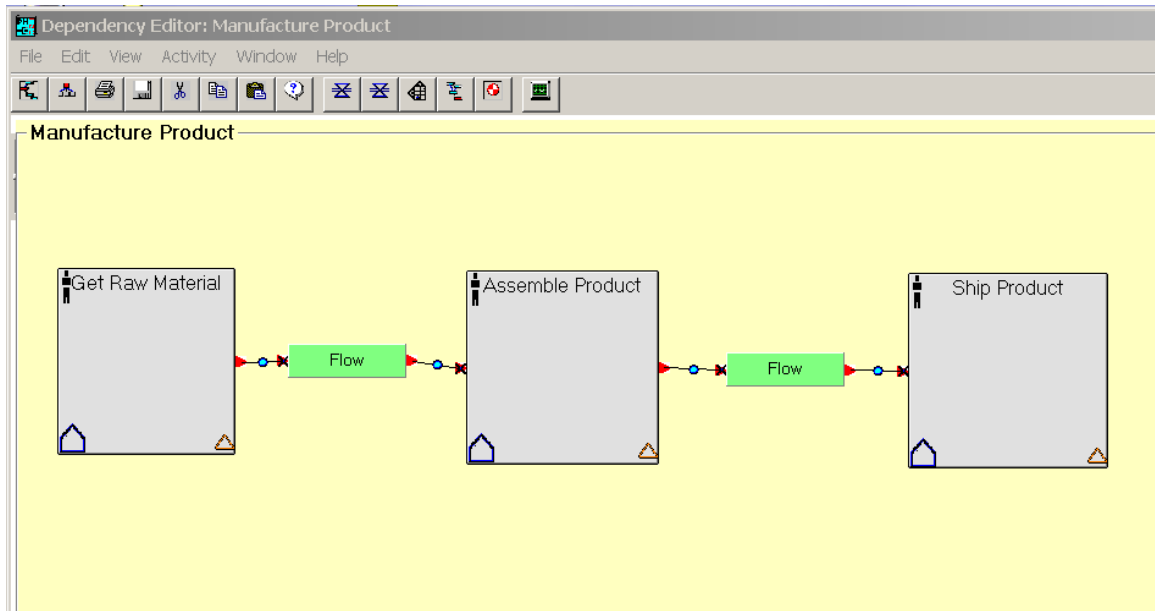 Dependency Editor: Manufacture Product
File Edit View Activity Window Help
Manufacture Product
Get Raw Material
Assemble Product
Ship Product
Flow
Flow